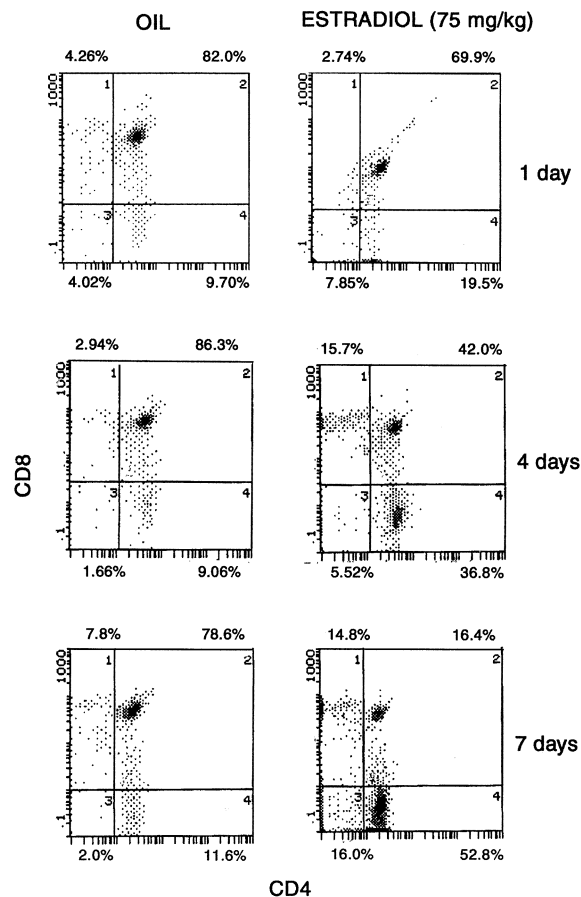 OIL
ESTRADIOL (75 mg/kg)
4.26% 82.0% 2.74% 69.9%
1000 1 2 1000 1 2
1 day
3 4 3 4
1 1
4.02% 9.70% 7.85% 19.5%
2.94% 86.3% 15.7% 42.0%
1000 1 2 1000 1 2
CD8
4 days
3 4 3 4
.1 .1
1.66% 9.06% 5.52% 36.8%
7.8% 78.6% 14.8% 16.4%
1000 1 2 1000 1 2
7 days
3 4 3 4
.1 .1
2.0% 11.6% 16.0% 52.8%
CD4